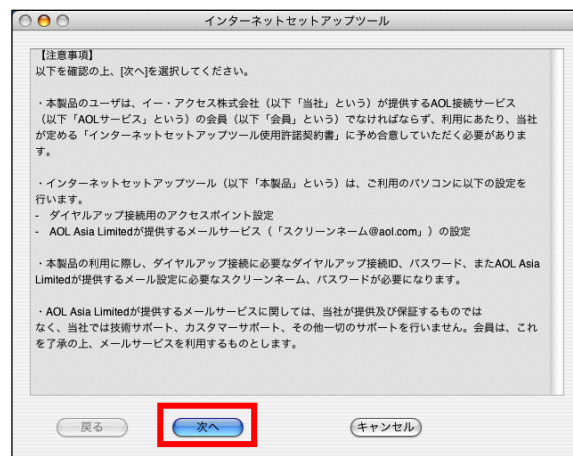 インターネットセットアップツール
【注意事項】
以下を確認の上、[次へ]を選択してください。
・本製品のユーザは、イー・アクセス株式会社（以下「当社」という）が提供するAOL接続サービス
（以下「AOLサービス」という）の会員（以下「会員」という）でなければならず、利用にあたり、当社
が定める「インターネットセットアップツール使用許諾契約書」に予め合意していただく必要がありま
す。
・インターネットセットアップツール（以下「本製品」という）は、ご利用のパソコンに以下の設定を
行います。
- ダイヤルアップ接続用のアクセスポイント設定
- AOL Asia Limitedが提供するメールサービス（「スクリーンネーム@aol.com」）の設定
・本製品の利用に際し、ダイヤルアップ接続に必要なダイヤルアップ接続ID、パスワード、またAOL Asia
Limitedが提供するメール設定に必要なスクリーンネーム、パスワードが必要になります。
・AOL Asia Limitedが提供するメールサービスに関しては、当社が提供及び保証するものでは
なく、当社では技術サポート、カスタマーサポート、その他一切のサポートを行いません。会員は、これ
を了承の上、メールサービスを利用するものとします。
戻る 次へ キャンセル